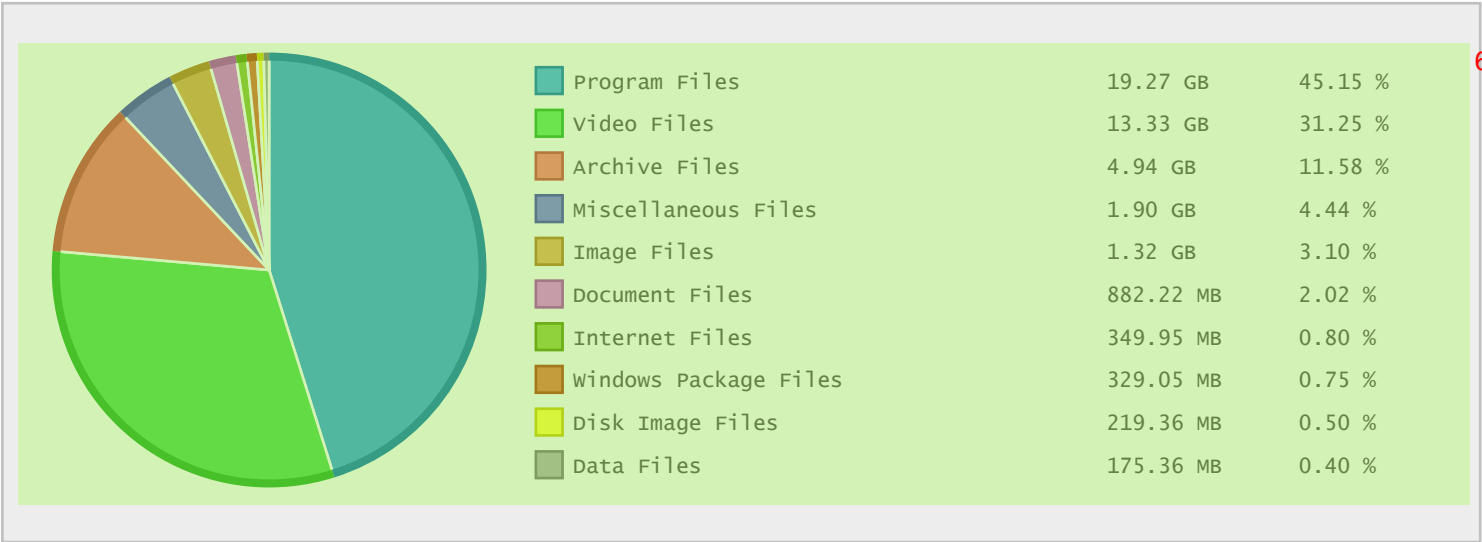 Program Files 19.27 GB 45.15 %
Video Files 13.33 GB 31.25 %
Archive Files 4.94 GB 11.58 %
Miscellaneous Files 1.90 GB 4.44 %
Image Files 1.32 GB 3.10 %
Document Files 882.22 MB 2.02 %
Internet Files 349.95 MB 0.80 %
Windows Package Files 329.05 MB 0.75 %
Disk Image Files 219.36 MB 0.50 %
Data Files 175.36 MB 0.40 %